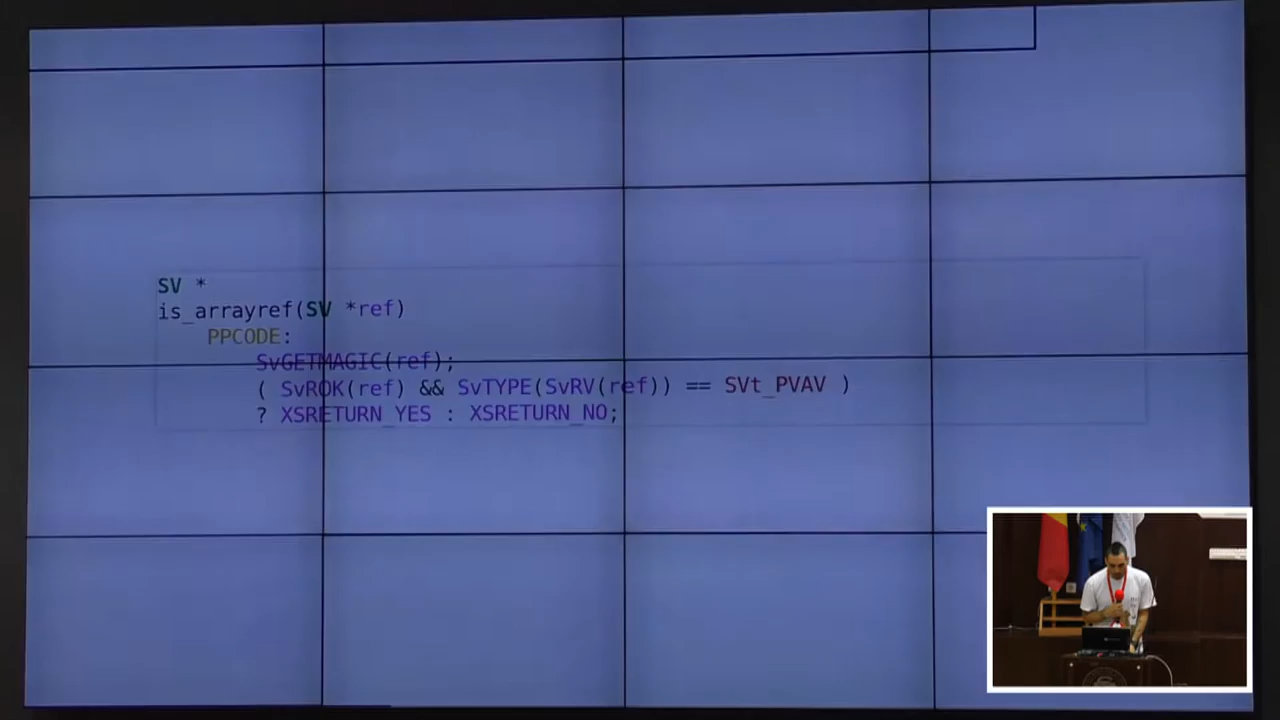 SV *
is_arrayref(SV *ref)
PPCODE:
SvGETMAGIC(ref);
( SvROK(ref) && SvTYPE(SvRV(ref)) == SVt_PVAV )
? XSRETURN_YES : XSRETURN_NO;